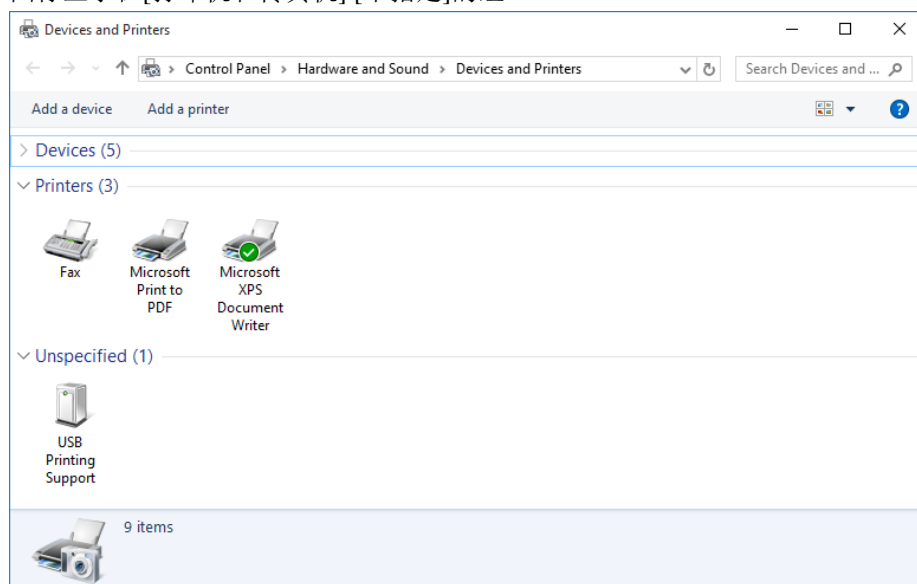 Devices and Printers
Control Panel > Hardware and Sound > Devices and Printers
Search Devices and ...
Add a device
Add a printer
Devices (5)
Printers (3)
Fax
Microsoft
Print to
PDF
Microsoft
XPS
Document
Writer
Unspecified (1)
USB
Printing
Support
9 items